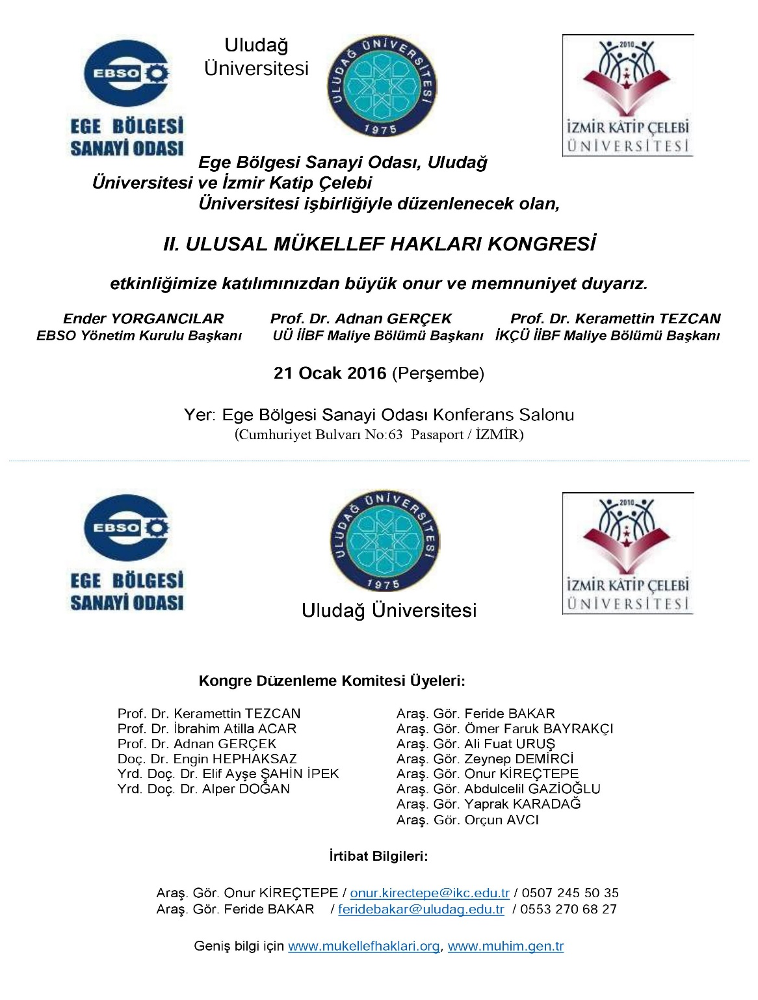 EBSO
EGE BÖLGESİ
SANAYİ ODASI
Uludağ
Üniversitesi
ULUDAĞ ÜNİVERSİTESİ
1975
2010
İZMİR KÂTİP ÇELEBİ
ÜNİVERSİTESİ
Ege Bölgesi Sanayi Odası, Uludağ
Üniversitesi ve İzmir Katip Çelebi
Üniversitesi işbirliğiyle düzenlenecek olan,
II. ULUSAL MÜKELLEF HAKLARI KONGRESİ
etkinliğimize katılımınızdan büyük onur ve memnuniyet duyarız.
Ender YORGANCILAR Prof. Dr. Adnan GERÇEK Prof. Dr. Keramettin TEZCAN
EBSO Yönetim Kurulu Başkanı UÜ İİBF Maliye Bölümü Başkanı İKÇÜ İİBF Maliye Bölümü Başkanı
21 Ocak 2016 (Perşembe)
Yer: Ege Bölgesi Sanayi Odası Konferans Salonu
(Cumhuriyet Bulvarı No:63 Pasaport / İZMİR)
EBSO
EGE BÖLGESİ
SANAYİ ODASI
ULUDAĞ ÜNİVERSİTESİ
1975
Uludağ Üniversitesi
2010
İZMİR KÂTİP ÇELEBİ
ÜNİVERSİTESİ
Kongre Düzenleme Komitesi Üyeleri:
Prof. Dr. Keramettin TEZCAN
Prof. Dr. İbrahim Atilla ACAR
Prof. Dr. Adnan GERÇEK
Doç. Dr. Engin HEPHAKSAZ
Yrd. Doç. Dr. Elif Ayşe ŞAHİN İPEK
Yrd. Doç. Dr. Alper DOĞAN
Araş. Gör. Feride BAKAR
Araş. Gör. Ömer Faruk BAYRAKÇI
Araş. Gör. Ali Fuat URUŞ
Araş. Gör. Zeynep DEMİRCİ
Araş. Gör. Onur KİREÇTEPE
Araş. Gör. Abdulcelil GAZİOĞLU
Araş. Gör. Yaprak KARADAĞ
Araş. Gör. Orçun AVCI
İrtibat Bilgileri:
Araş. Gör. Onur KİREÇTEPE / onur.kirectepe@ikc.edu.tr / 0507 245 50 35
Araş. Gör. Feride BAKAR / feridebakar@uludag.edu.tr / 0553 270 68 27
Geniş bilgi için www.mukellefhaklari.org, www.muhim.gen.tr